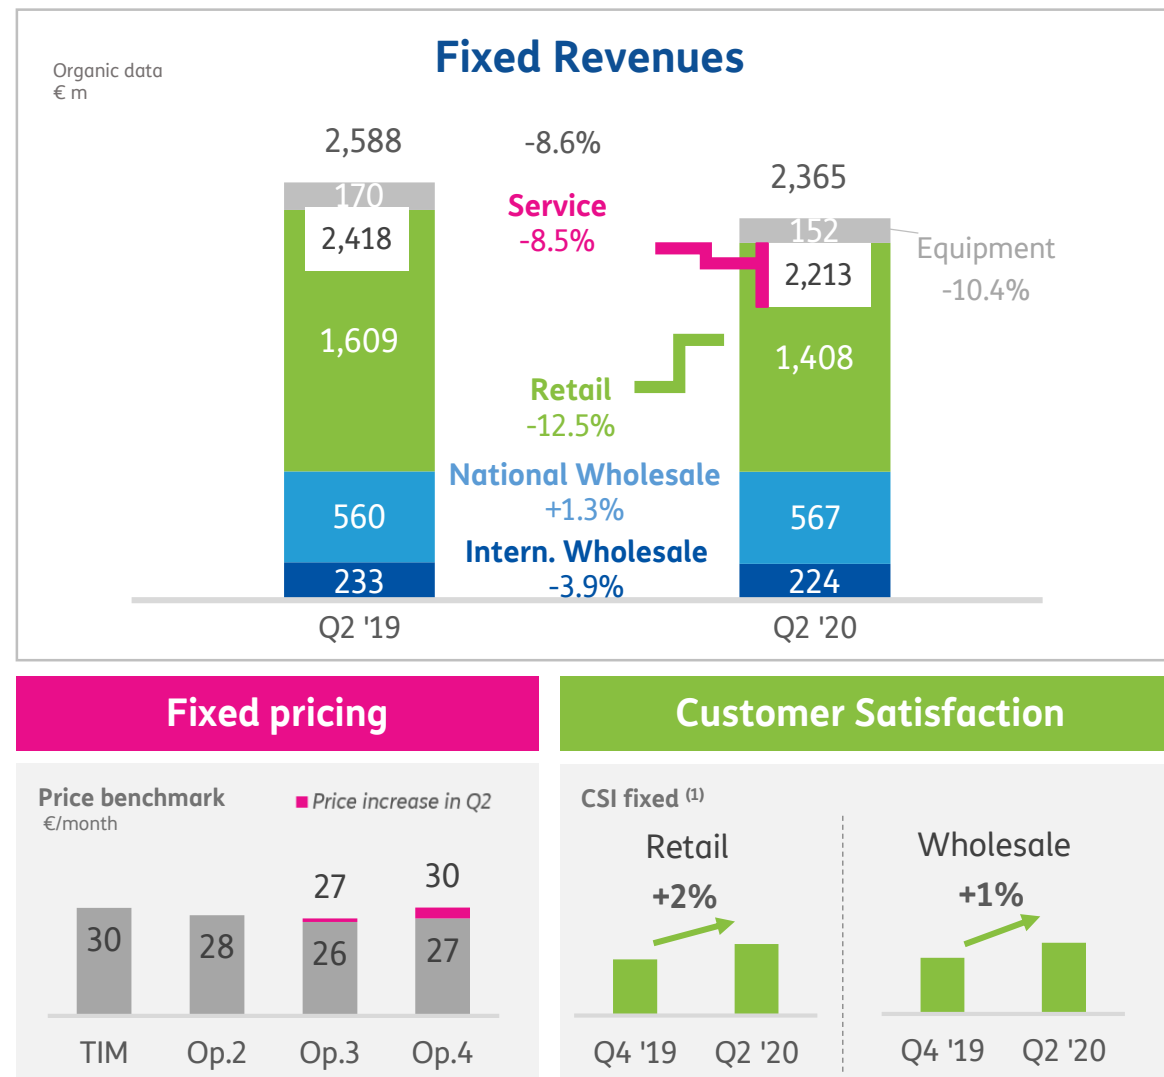 Fixed Revenues
Organic data
€ m
2,588
-8.6%
2,365
170
Service
152
2,418
-8.5%
2,213
Equipment
-10.4%
1,609
1,408
Retail
-12.5%
National Wholesale
560
+1.3%
567
Intern. Wholesale
233
-3.9%
224
Q2 '19
Q2 '20
Fixed pricing
Price benchmark
€/month
Price increase in Q2
27
30
30
28
26
27
TIM
Op.2
Op.3
Op.4
Customer Satisfaction
CSI fixed (1)
Retail
+2%
Q4 '19
Q2 '20
Wholesale
+1%
Q4 '19
Q2 '20